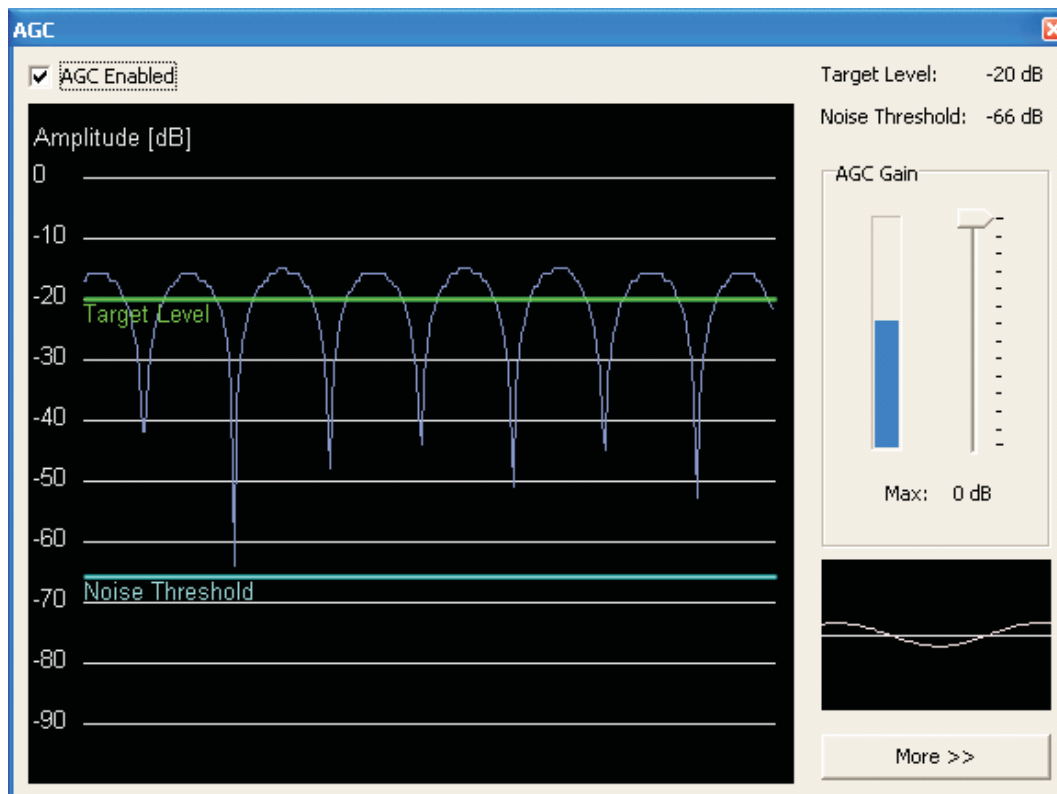 AGC
AGC Enabled
Target Level: -20 dB
Noise Threshold: -66 dB
Amplitude [dB]
0
-10
-20
Target Level
-30
-40
-50
-60
Noise Threshold
-70
-80
-90
AGC Gain
Max: 0 dB
More >>